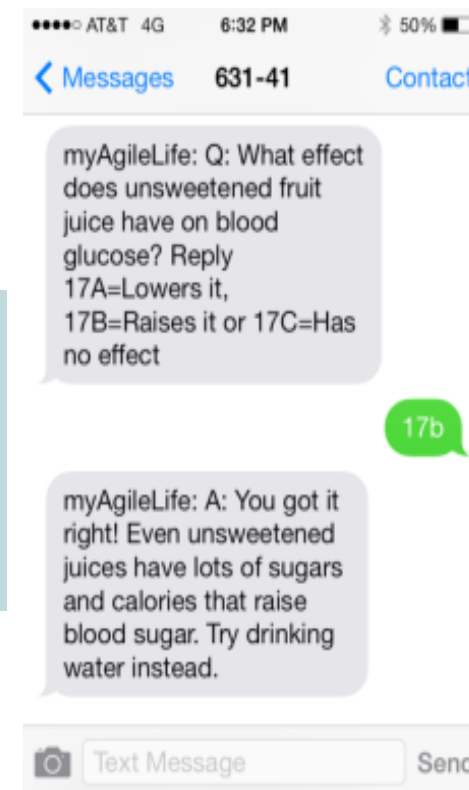 AT&T 4G 6:32 PM 50%
Messages 631-41 Contact
myAgileLife: Q: What effect
does unsweetened fruit
juice have on blood
glucose? Reply
17A=Lowers it,
17B=Raises it or 17C=Has
no effect
17b
myAgileLife: A: You got it
right! Even unsweetened
juices have lots of sugars
and calories that raise
blood sugar. Try drinking
water instead.
Text Message Send